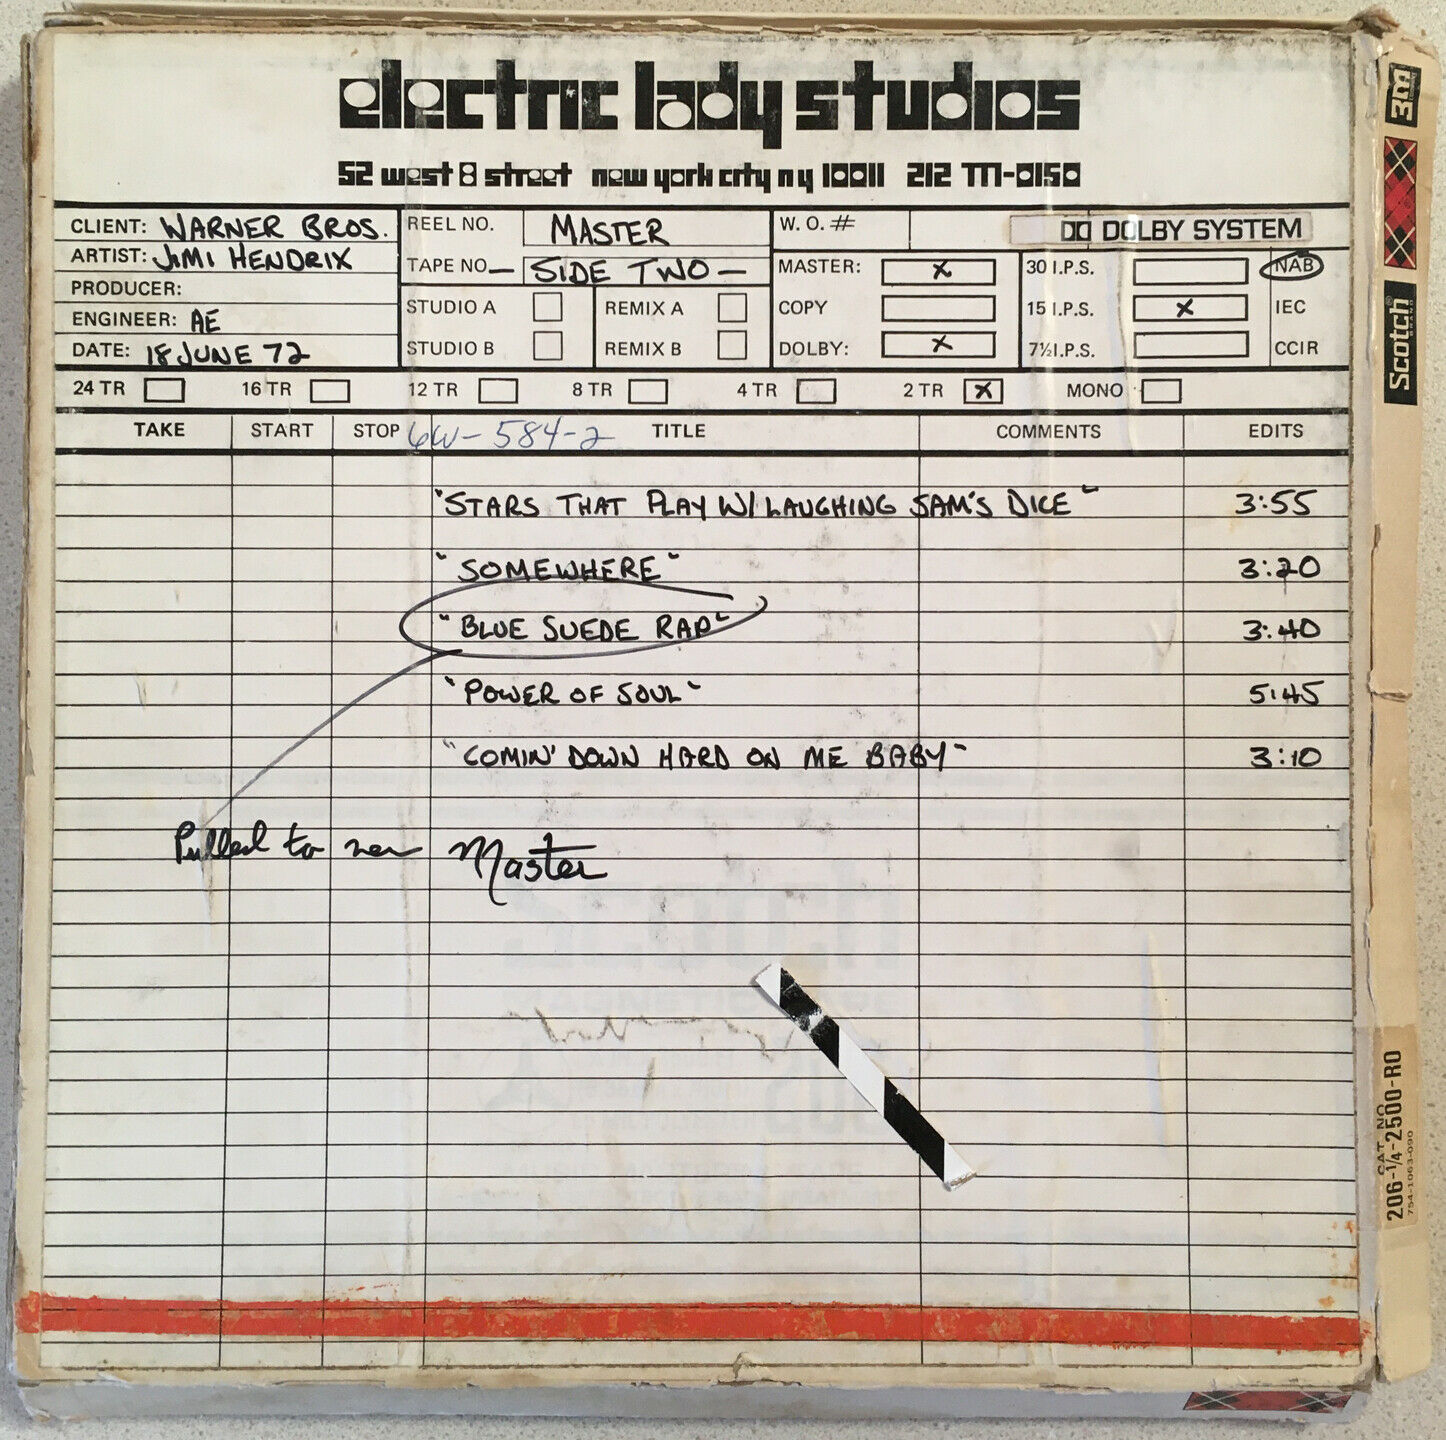 electric lady studios
52 west 8 street new york city n y 10011 212 777-0150
CLIENT: WARNER BROS.
ARTIST: JIMI HENDRIX
PRODUCER:
ENGINEER: AE
DATE: 18 JUNE 72
REEL NO. MASTER
TAPE NO. — SIDE TWO —
STUDIO A REMIX A
STUDIO B REMIX B
W. O. #
MASTER: X
COPY
DOLBY: X
DOLBY SYSTEM
30 I.P.S. NAB
15 I.P.S. X IEC
7½ I.P.S. CCIR
24 TR 16 TR 12 TR 8 TR 4 TR 2 TR X MONO
TAKE START STOP 6W-584-2 TITLE COMMENTS EDITS
"STARS THAT PLAY W/ LAUGHING SAM'S DICE" 3:55
"SOMEWHERE" 3:20
"BLUE SUEDE RAP" 3:40
"POWER OF SOUL" 5:45
"COMIN' DOWN HARD ON ME BABY" 3:10
Pulled to new Master
3M
Scotch
BRAND
CAT. NO.
206-1/4-2500-RO
754-1063-090